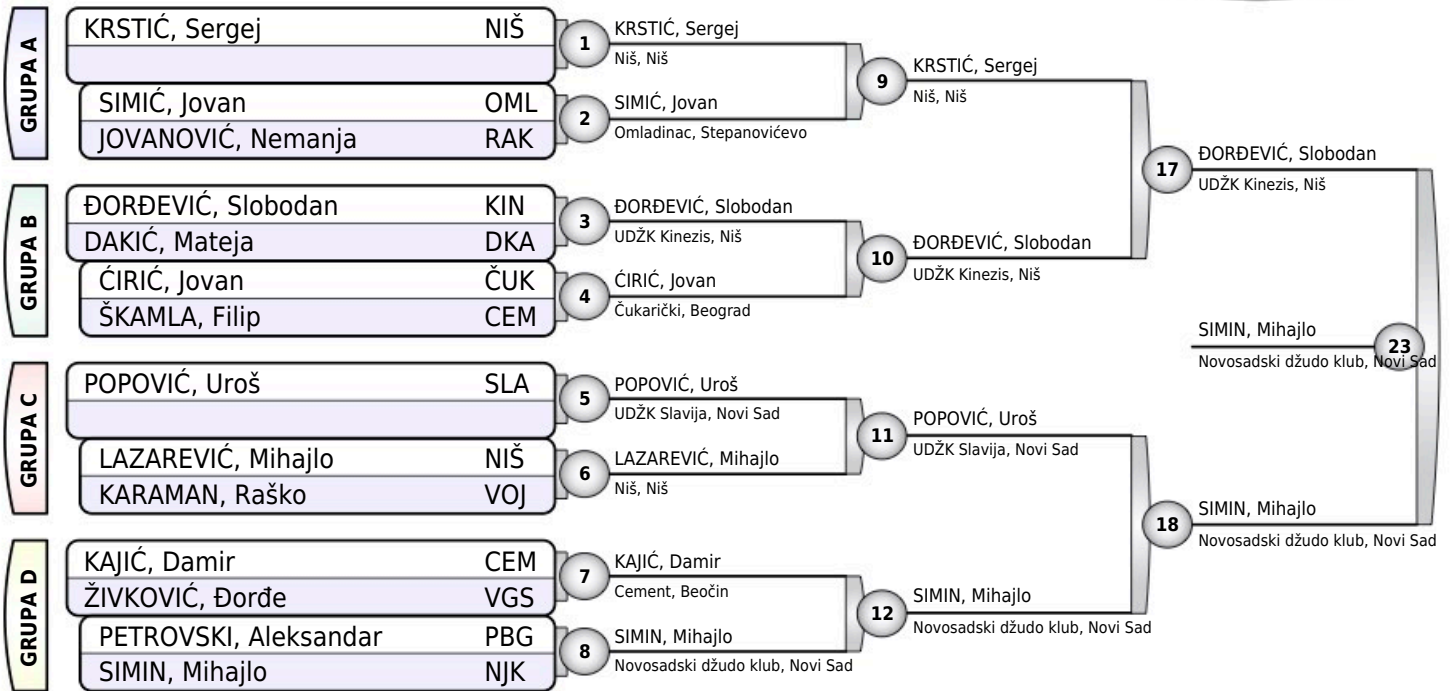 GRUPA A
KRSTIĆ, Sergej NIŠ
SIMIĆ, Jovan OML
JOVANOVIĆ, Nemanja RAK
GRUPA B
ĐORĐEVIĆ, Slobodan KIN
DAKIĆ, Mateja DKA
ĆIRIĆ, Jovan ČUK
ŠKAMLA, Filip CEM
GRUPA C
POPOVIĆ, Uroš SLA
LAZAREVIĆ, Mihajlo NIŠ
KARAMAN, Raško VOJ
GRUPA D
KAJIĆ, Damir CEM
ŽIVKOVIĆ, Đorđe VGS
PETROVSKI, Aleksandar PBG
SIMIN, Mihajlo NJK
1
KRSTIĆ, Sergej
Niš, Niš
2
SIMIĆ, Jovan
Omladinac, Stepanovićevo
3
ĐORĐEVIĆ, Slobodan
UDŽK Kinezis, Niš
4
ĆIRIĆ, Jovan
Čukarički, Beograd
5
POPOVIĆ, Uroš
UDŽK Slavija, Novi Sad
6
LAZAREVIĆ, Mihajlo
Niš, Niš
7
KAJIĆ, Damir
Cement, Beočin
8
SIMIN, Mihajlo
Novosadski džudo klub, Novi Sad
9
KRSTIĆ, Sergej
Niš, Niš
10
ĐORĐEVIĆ, Slobodan
UDŽK Kinezis, Niš
11
POPOVIĆ, Uroš
UDŽK Slavija, Novi Sad
12
SIMIN, Mihajlo
Novosadski džudo klub, Novi Sad
17
ĐORĐEVIĆ, Slobodan
UDŽK Kinezis, Niš
18
SIMIN, Mihajlo
Novosadski džudo klub, Novi Sad
23
SIMIN, Mihajlo
Novosadski džudo klub, Novi Sad